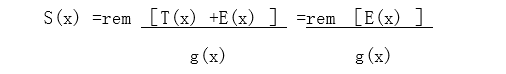 S(x) =rem [T(x) +E(x) ] =rem [E(x) ]
g(x) g(x)